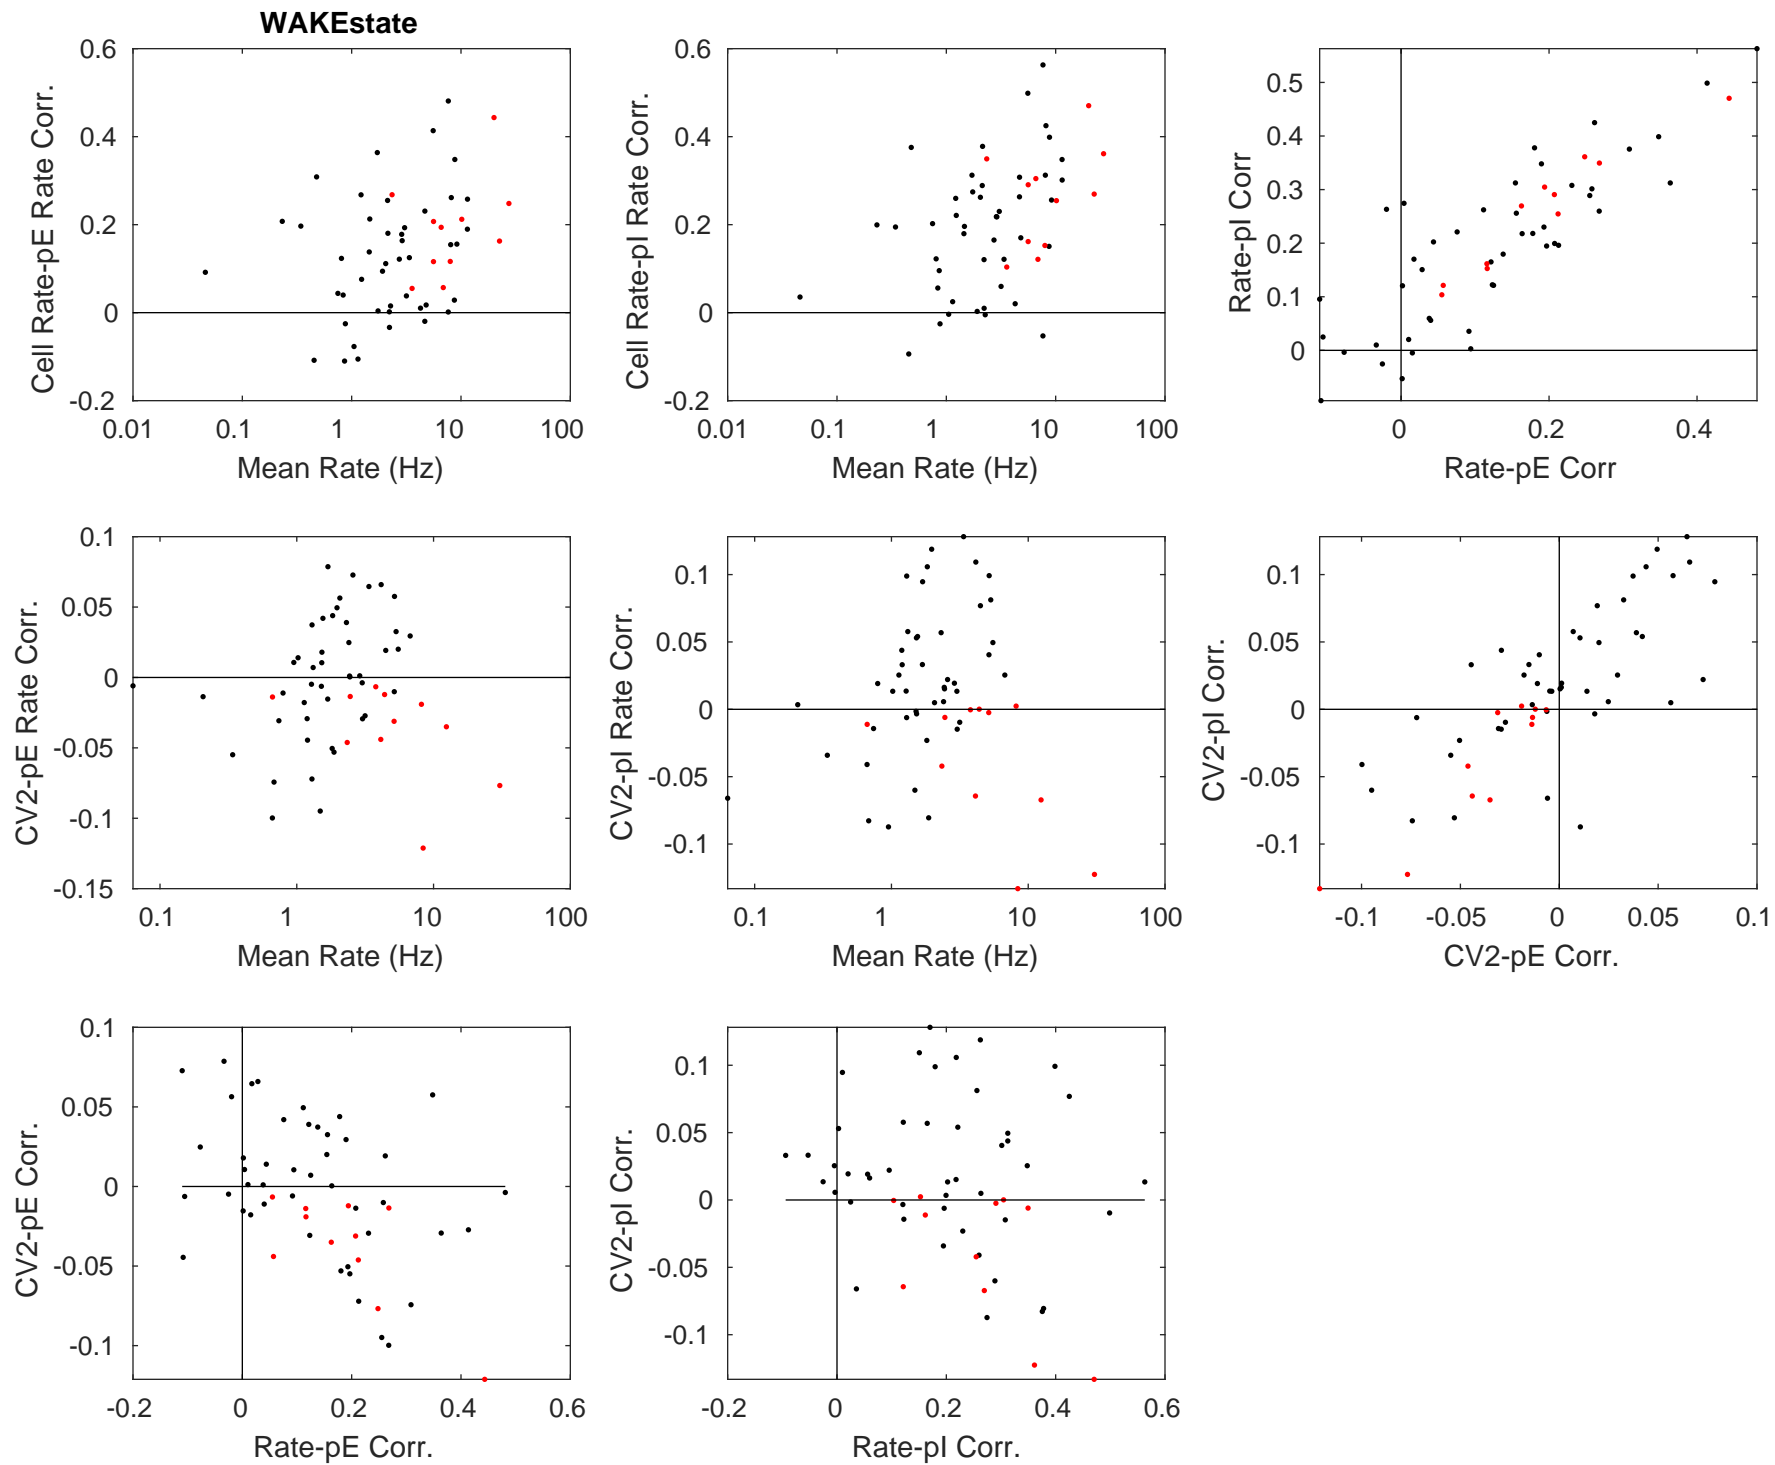 WAKEstate
Cell Rate-pE Rate Corr.
0.6
0.4
0.2
0
-0.2
0.01 0.1 1 10 100
Mean Rate (Hz)
Cell Rate-pI Rate Corr.
0.6
0.4
0.2
0
-0.2
0.01 0.1 1 10 100
Mean Rate (Hz)
Rate-pI Corr
0.5
0.4
0.3
0.2
0.1
0
0 0.2 0.4
Rate-pE Corr
CV2-pE Rate Corr.
0.1
0.05
0
-0.05
-0.1
-0.15
0.1 1 10 100
Mean Rate (Hz)
CV2-pI Rate Corr.
0.1
0.05
0
-0.05
-0.1
0.1 1 10 100
Mean Rate (Hz)
CV2-pI Corr.
0.1
0.05
0
-0.05
-0.1
-0.1 -0.05 0 0.05 0.1
CV2-pE Corr.
CV2-pE Corr.
0.1
0.05
0
-0.05
-0.1
-0.2 0 0.2 0.4 0.6
Rate-pE Corr.
CV2-pI Corr.
0.1
0.05
0
-0.05
-0.1
-0.2 0 0.2 0.4 0.6
Rate-pI Corr.